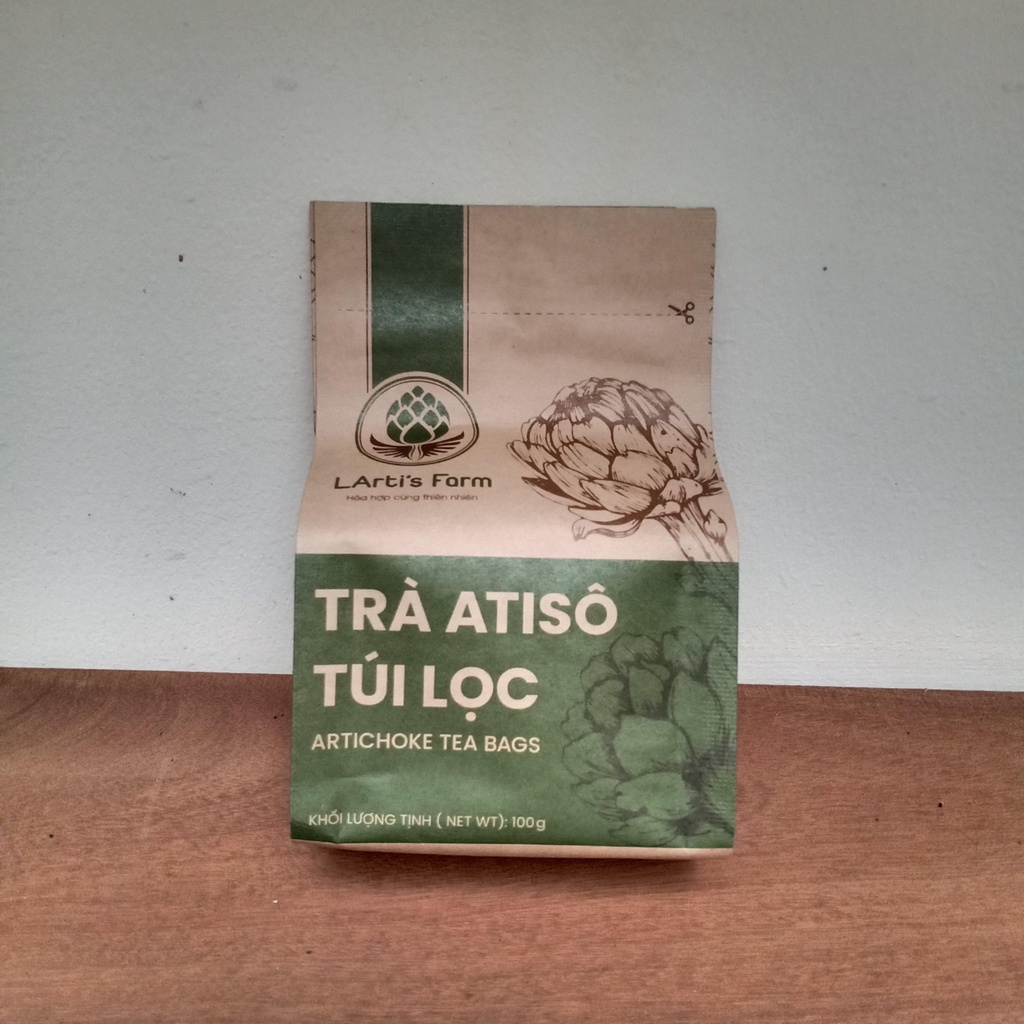 LArti's Farm
Hòa hợp cùng thiên nhiên
TRÀ ATISÔ
TÚI LỌC
ARTICHOKE TEA BAGS
KHỐI LƯỢNG TỊNH ( NET WT): 100g